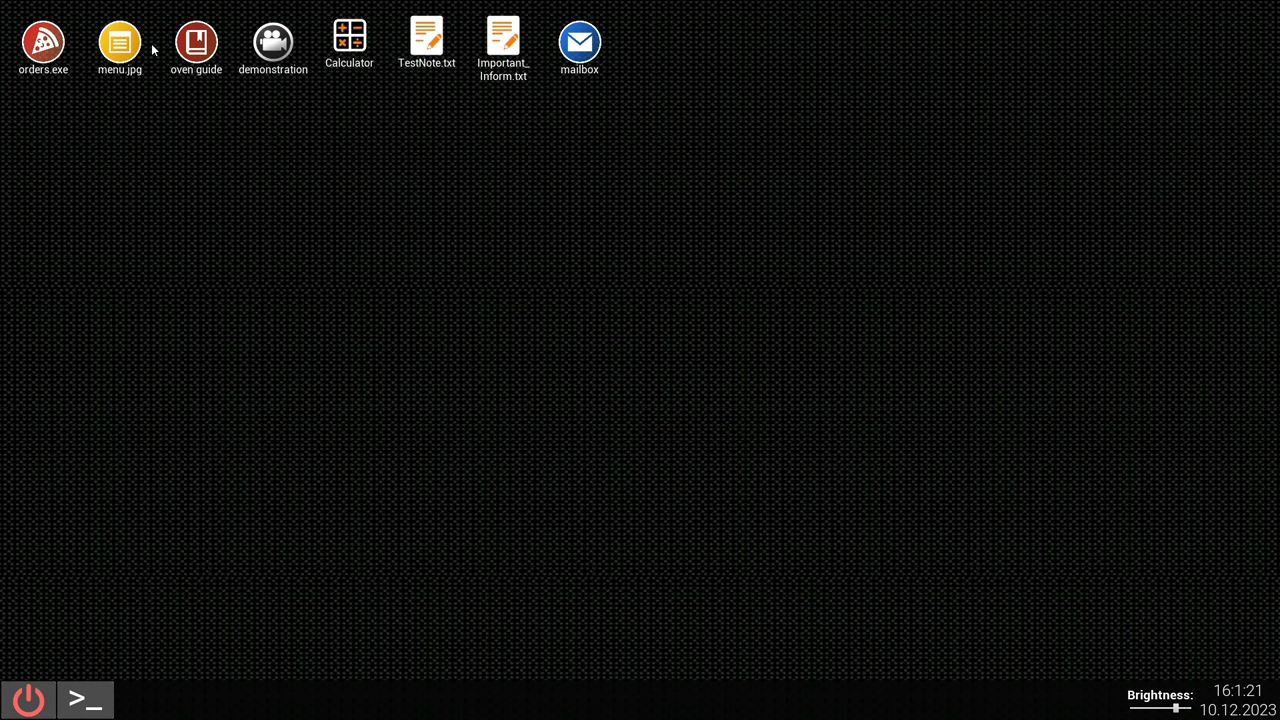 orders.exe
menu.jpg
oven guide
demonstration
Calculator
TestNote.txt
Important_
Inform.txt
mailbox
>_
Brightness:
16:1:21
10.12.2023